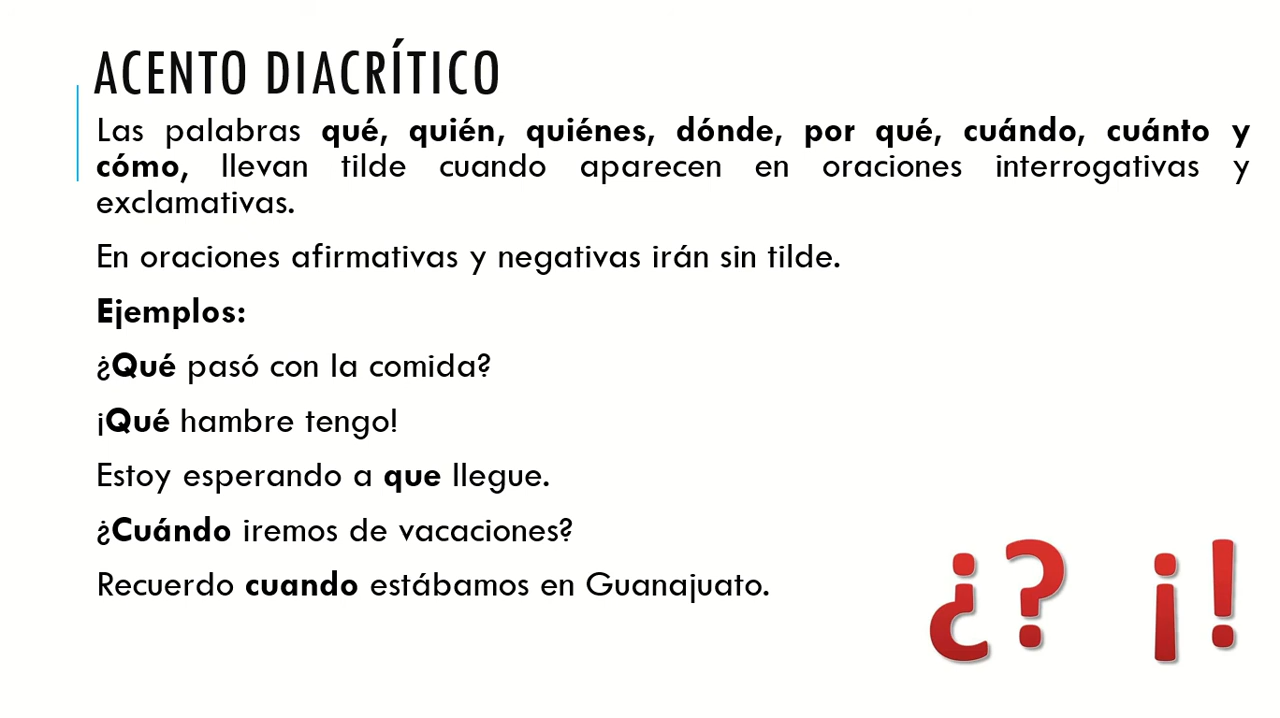 ACENTO DIACRÍTICO
Las palabras qué, quién, quiénes, dónde, por qué, cuándo, cuánto y
cómo, llevan tilde cuando aparecen en oraciones interrogativas y
exclamativas.
En oraciones afirmativas y negativas irán sin tilde.
Ejemplos:
¿Qué pasó con la comida?
¡Qué hambre tengo!
Estoy esperando a que llegue.
¿Cuándo iremos de vacaciones?
Recuerdo cuando estábamos en Guanajuato.
¿? ¡!